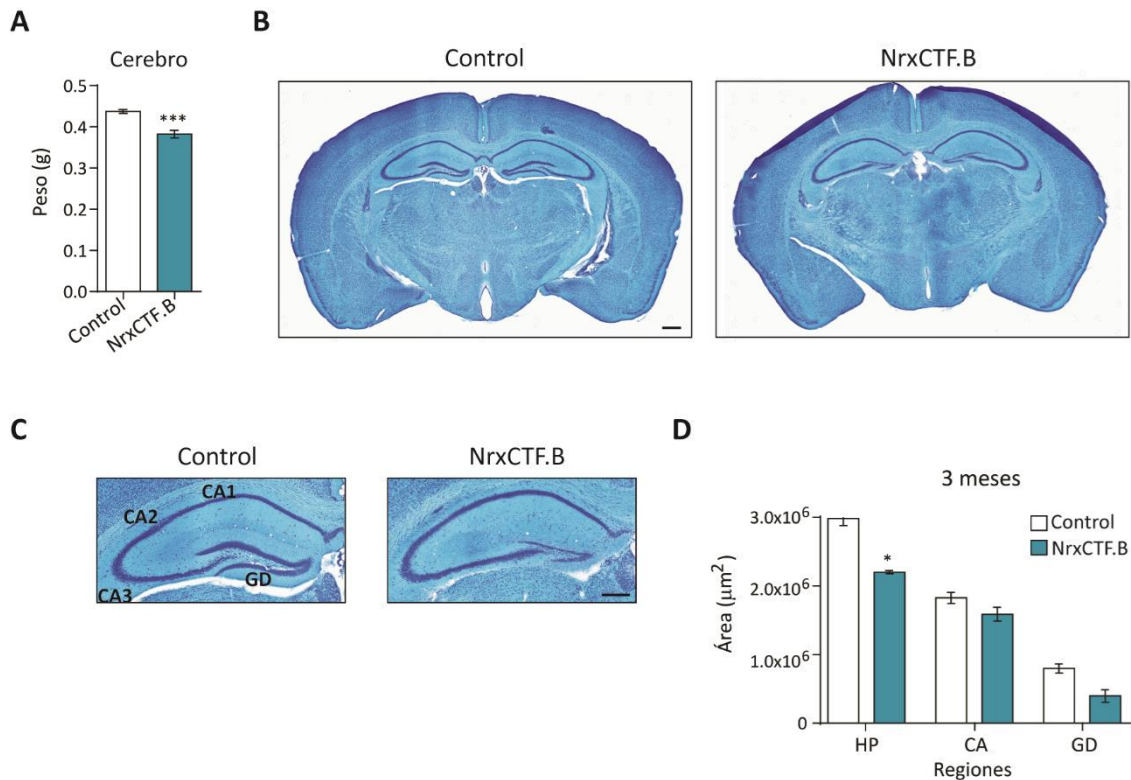 A
Cerebro
0.5
0.4
0.3
0.2
0.1
0.0
Peso (g)
***
Control
NrxCTF.B
B
Control
NrxCTF.B
C
Control
NrxCTF.B
CA1
CA2
CA3
GD
D
3 meses
Control
NrxCTF.B
3.0x10⁶
2.0x10⁶
1.0x10⁶
0
Área (µm²)
*
HP CA GD
Regiones